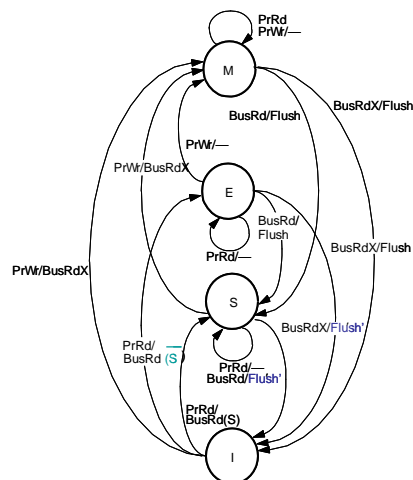 PrRd
PrWr/—
M
BusRdX/Flush
BusRd/Flush
PrWr/—
PrWr/BusRdX
E
BusRd/
Flush
BusRdX/Flush
PrRd/—
PrWr/BusRdX
S
BusRdX/Flush'
PrRd/
BusRd (S̅)
PrRd/—
BusRd/Flush'
PrRd/
BusRd(S)
I